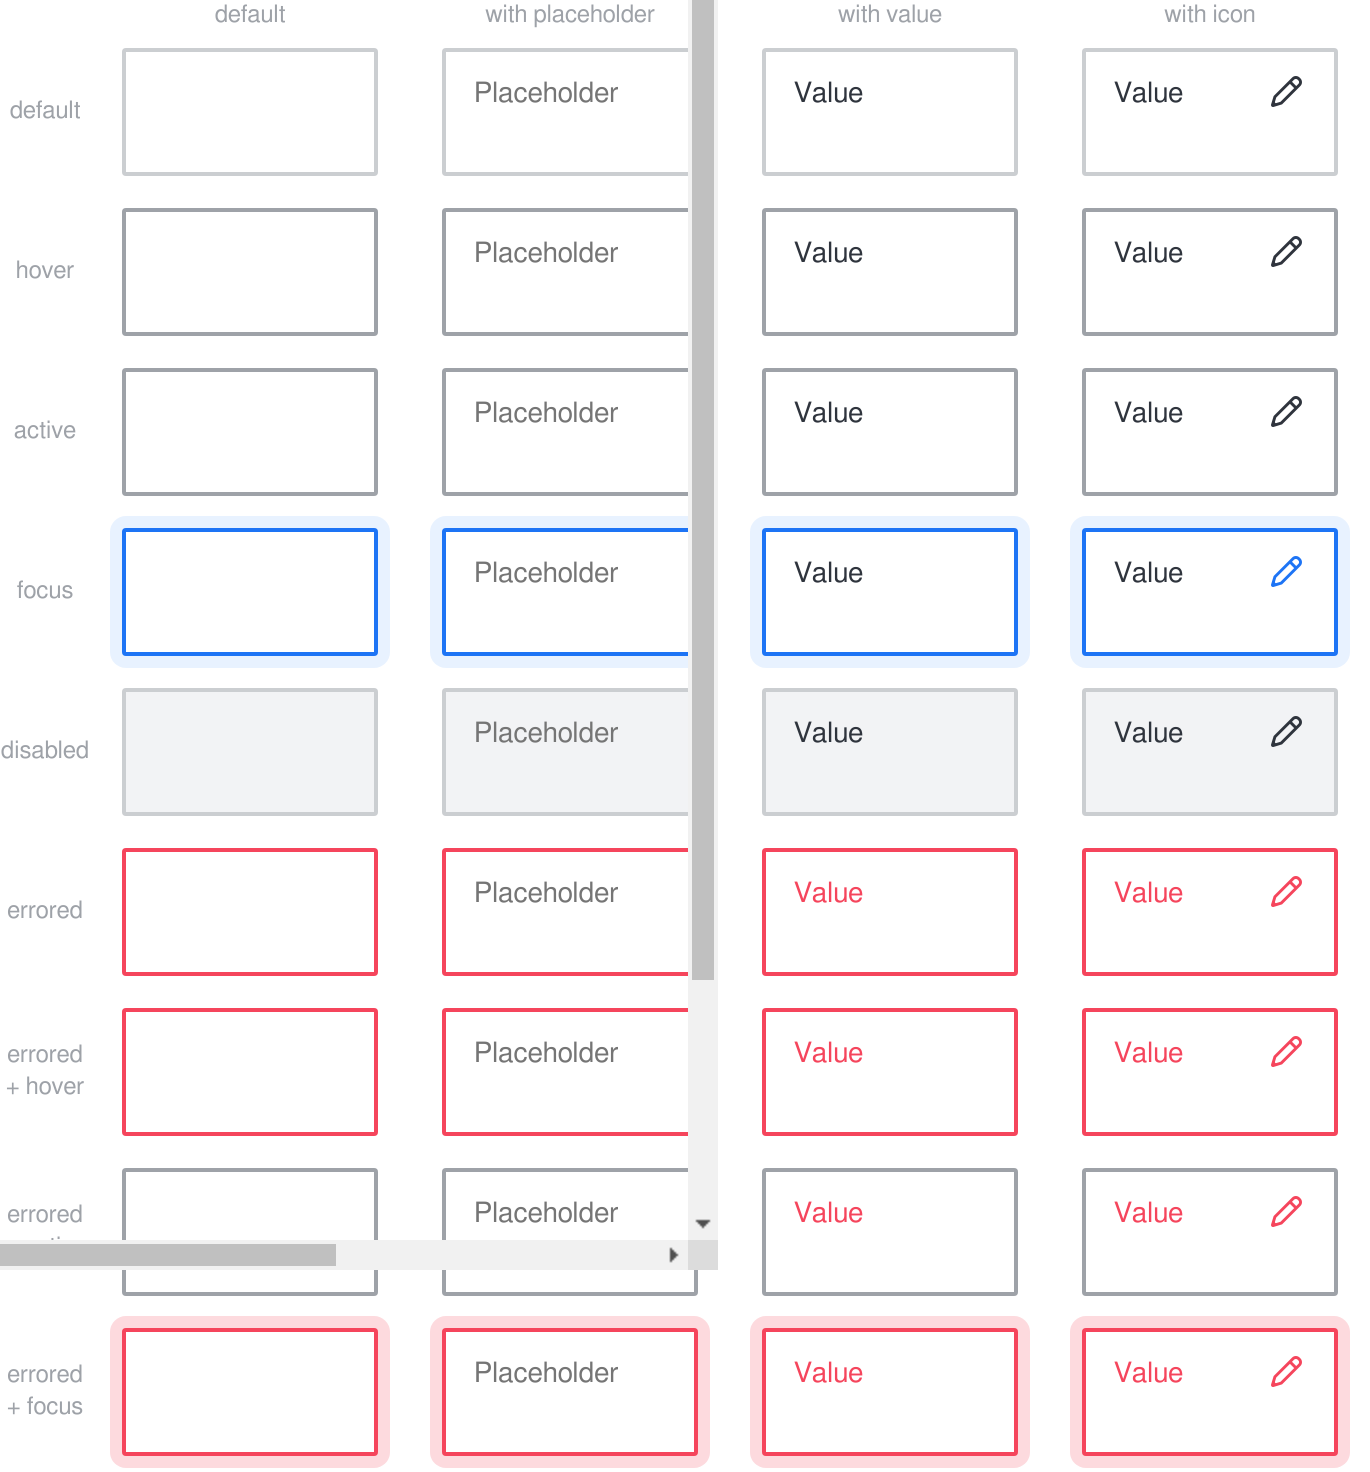 default with placeholder with value with icon
default Placeholder Value Value
hover Placeholder Value Value
active Placeholder Value Value
focus Placeholder Value Value
disabled Placeholder Value Value
errored Placeholder Value Value
errored
+ hover Placeholder Value Value
errored Placeholder Value Value
errored
+ focus Placeholder Value Value